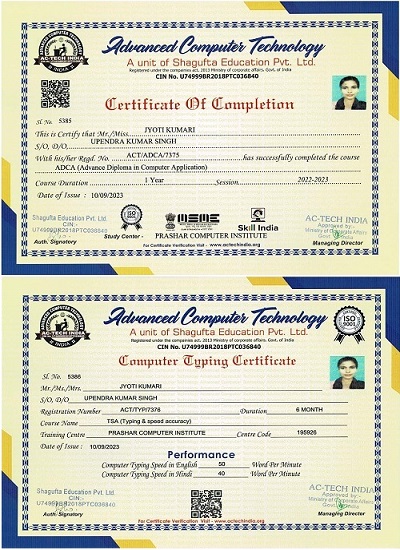 Advanced Computer Technology
A unit of Shagufta Education Pvt. Ltd.
Registered under the companies act, 2013 Ministry of corporate affairs. Govt. of India
CIN No. U74999BR2018PTC036840
AC-TECH INDIA
Certificate Of Completion
Sl. No 5385
This is Certify that Mr./Miss. JYOTI KUMARI
S/O, D/O, UPENDRA KUMAR SINGH
With his/her Regd. No. ACT/ADCA/7375 has successfully completed the course
ADCA (Advance Diploma in Computer Application)
Course Duration 1 Year Session 2022-2023
Date of Issue : 10/09/2023
Shagufta Education Pvt. Ltd.
CIN -
U74999BR2018PTC036840
Auth. Signatory
Study Center -
MSME
Skill India
PRASHAR COMPUTER INSTITUTE
For Certificate Verification Visit - www.actechindia.org
AC-TECH INDIA
Approved by:-
Ministry of Corporate Affairs
Govt. of India
Managing Director
Advanced Computer Technology
A unit of Shagufta Education Pvt. Ltd.
Registered under the companies act, 2013 Ministry of corporate affairs. Govt. of India
CIN No. U74999BR2018PTC036840
AC-TECH INDIA
ISO
9001
Computer Typing Certificate
Sl. No. 5386
Mr./Ms./Mrs. JYOTI KUMARI
S/O, D/O UPENDRA KUMAR SINGH
Registration Number ACT/TYP/7376 Duration 6 MONTH
Course Name TSA (Typing & speed accuracy)
Training Centre PRASHAR COMPUTER INSTITUTE Centre Code 195926
Date of Issue : 10/09/2023
Performance
Computer Typing Speed in English 50 Word Per Minute
Computer Typing Speed in Hindi 40 Word Per Minute
Shagufta Education Pvt. Ltd.
CIN -
U74999BR2018PTC036840
Auth. Signatory
For Certificate Verification Visit - www.actechindia.org
AC-TECH INDIA
Approved by:-
Ministry of Corporate Affairs
Managing Director